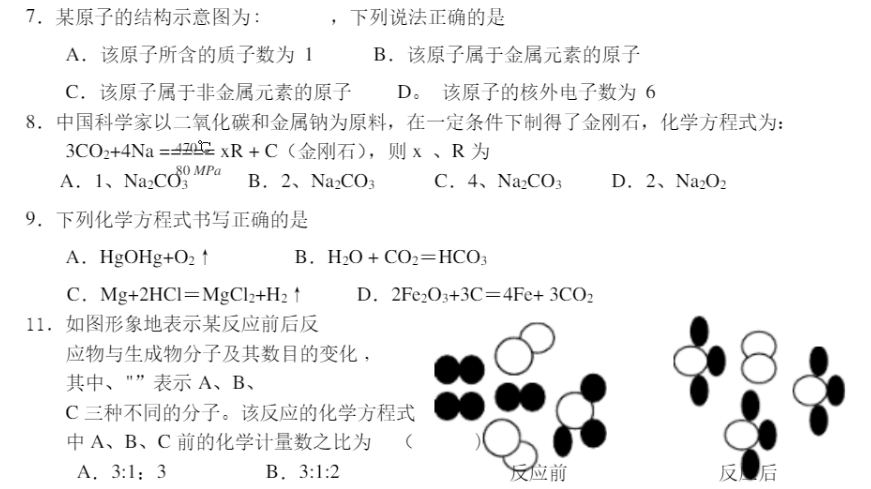 7．某原子的结构示意图为：　　　，下列说法正确的是
A．该原子所含的质子数为 1　　B．该原子属于金属元素的原子
C．该原子属于非金属元素的原子　　D。 该原子的核外电子数为 6
8．中国科学家以二氧化碳和金属钠为原料，在一定条件下制得了金刚石，化学方程式为：
3CO₂+4Na ═470℃═ xR + C（金刚石），则 x 、R 为
80 MPa
A．1、Na₂CO₃　　B．2、Na₂CO₃　　C．4、Na₂CO₃　　D．2、Na₂O₂
9．下列化学方程式书写正确的是
A．HgOHg+O₂↑　　B．H₂O + CO₂＝HCO₃
C．Mg+2HCl＝MgCl₂+H₂↑　　D．2Fe₂O₃+3C＝4Fe+ 3CO₂
11．如图形象地表示某反应前后反
应物与生成物分子及其数目的变化，
其中、"” 表示 A、B、
C 三种不同的分子。该反应的化学方程式
中 A、B、C 前的化学计量数之比为　（　　）
A．3:1：3　　B．3:1:2　　反应前　　反应后